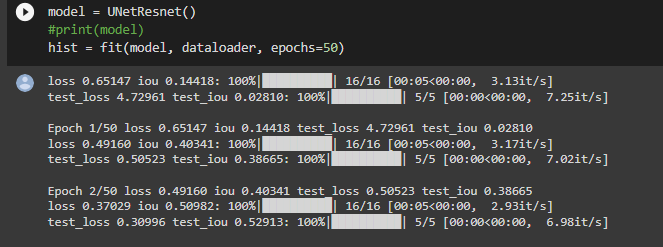 model = UNetResnet()
#print(model)
hist = fit(model, dataloader, epochs=50)
loss 0.65147 iou 0.14418: 100%|██████████| 16/16 [00:05<00:00, 3.13it/s]
test_loss 4.72961 test_iou 0.02810: 100%|██████████| 5/5 [00:00<00:00, 7.25it/s]
Epoch 1/50 loss 0.65147 iou 0.14418 test_loss 4.72961 test_iou 0.02810
loss 0.49160 iou 0.40341: 100%|██████████| 16/16 [00:05<00:00, 3.17it/s]
test_loss 0.50523 test_iou 0.38665: 100%|██████████| 5/5 [00:00<00:00, 7.02it/s]
Epoch 2/50 loss 0.49160 iou 0.40341 test_loss 0.50523 test_iou 0.38665
loss 0.37029 iou 0.50982: 100%|██████████| 16/16 [00:05<00:00, 2.93it/s]
test_loss 0.30996 test_iou 0.52913: 100%|██████████| 5/5 [00:00<00:00, 6.98it/s]